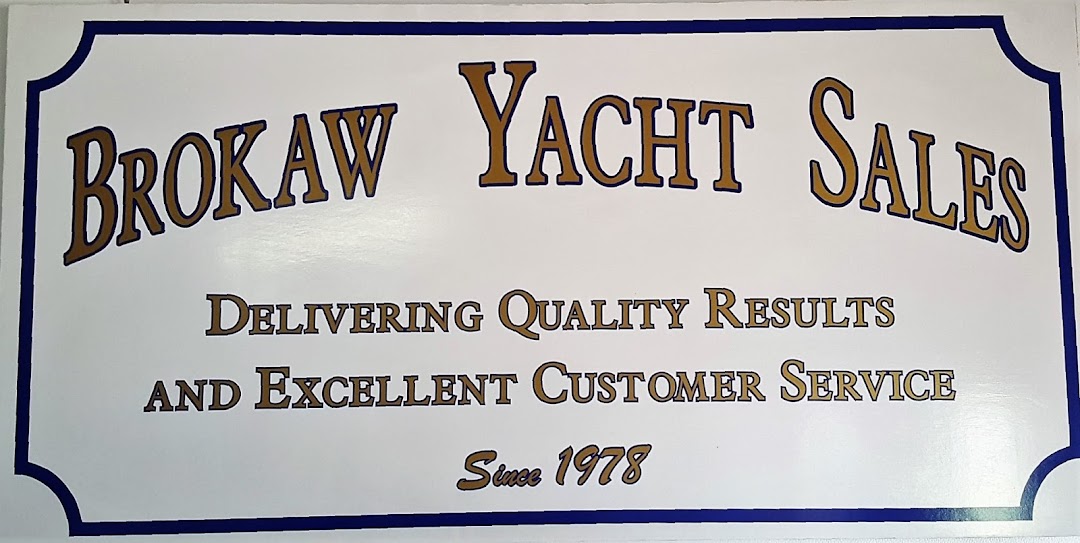 Brokaw Yacht Sales
Delivering Quality Results
and Excellent Customer Service
Since 1978